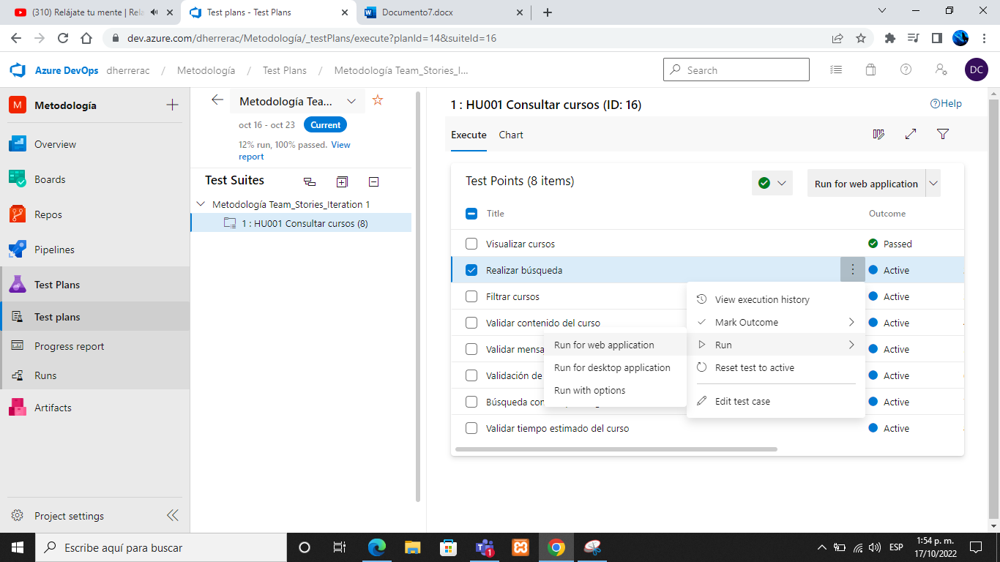 (310) Relájate tu mente | Rela
Test plans - Test Plans
Documento7.docx
dev.azure.com/dherrerac/Metodología/_testPlans/execute?planId=14&suiteId=16
Azure DevOps
dherrerac / Metodología / Test Plans / Metodología Team_Stories_I...
Search
DC
M
Metodología
Overview
Boards
Repos
Pipelines
Test Plans
Test plans
Progress report
Runs
Artifacts
Project settings
Metodología Tea...
oct 16 - oct 23
Current
12% run, 100% passed. View
report
Test Suites
Metodología Team_Stories_Iteration 1
1 : HU001 Consultar cursos (8)
1 : HU001 Consultar cursos (ID: 16)
Help
Execute
Chart
Test Points (8 items)
Run for web application
Title
Outcome
Visualizar cursos
Passed
Realizar búsqueda
Active
Filtrar cursos
Active
Validar contenido del curso
Active
Validar mensa
Active
Validación de
Active
Búsqueda con
Active
Validar tiempo estimado del curso
Active
View execution history
Mark Outcome
Run
Reset test to active
Edit test case
Run for web application
Run for desktop application
Run with options
Escribe aquí para buscar
1
ESP
1:54 p. m.
17/10/2022